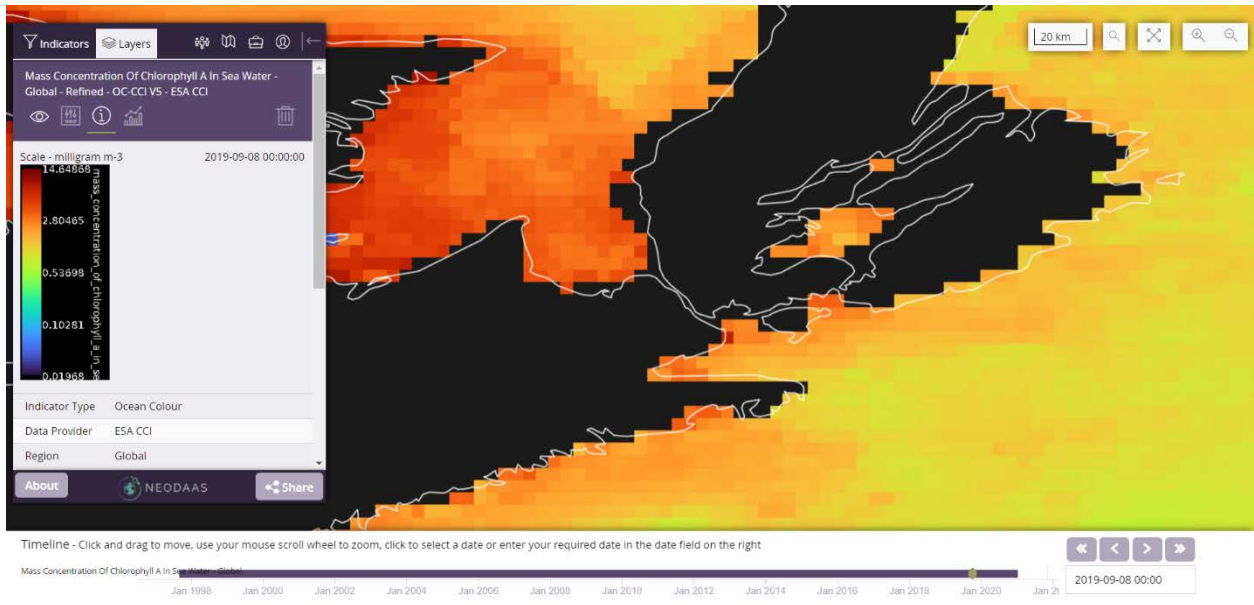 Indicators Layers
20 km
Mass Concentration Of Chlorophyll A In Sea Water -
Global - Refined - OC-CCI V5 - ESA CCI
Scale - milligram m-3 2019-09-08 00:00:00
14.64868
2.80465
0.53698
0.10281
0.01968
mass_concentration_of_chlorophyll_a_in_se
Indicator Type Ocean Colour
Data Provider ESA CCI
Region Global
About NEODAAS Share
Timeline - Click and drag to move, use your mouse scroll wheel to zoom, click to select a date or enter your required date in the date field on the right
Mass Concentration Of Chlorophyll A In Sea Water - Global
2019-09-08 00:00
Jan 1998 Jan 2000 Jan 2002 Jan 2004 Jan 2006 Jan 2008 Jan 2010 Jan 2012 Jan 2014 Jan 2016 Jan 2018 Jan 2020 Jan